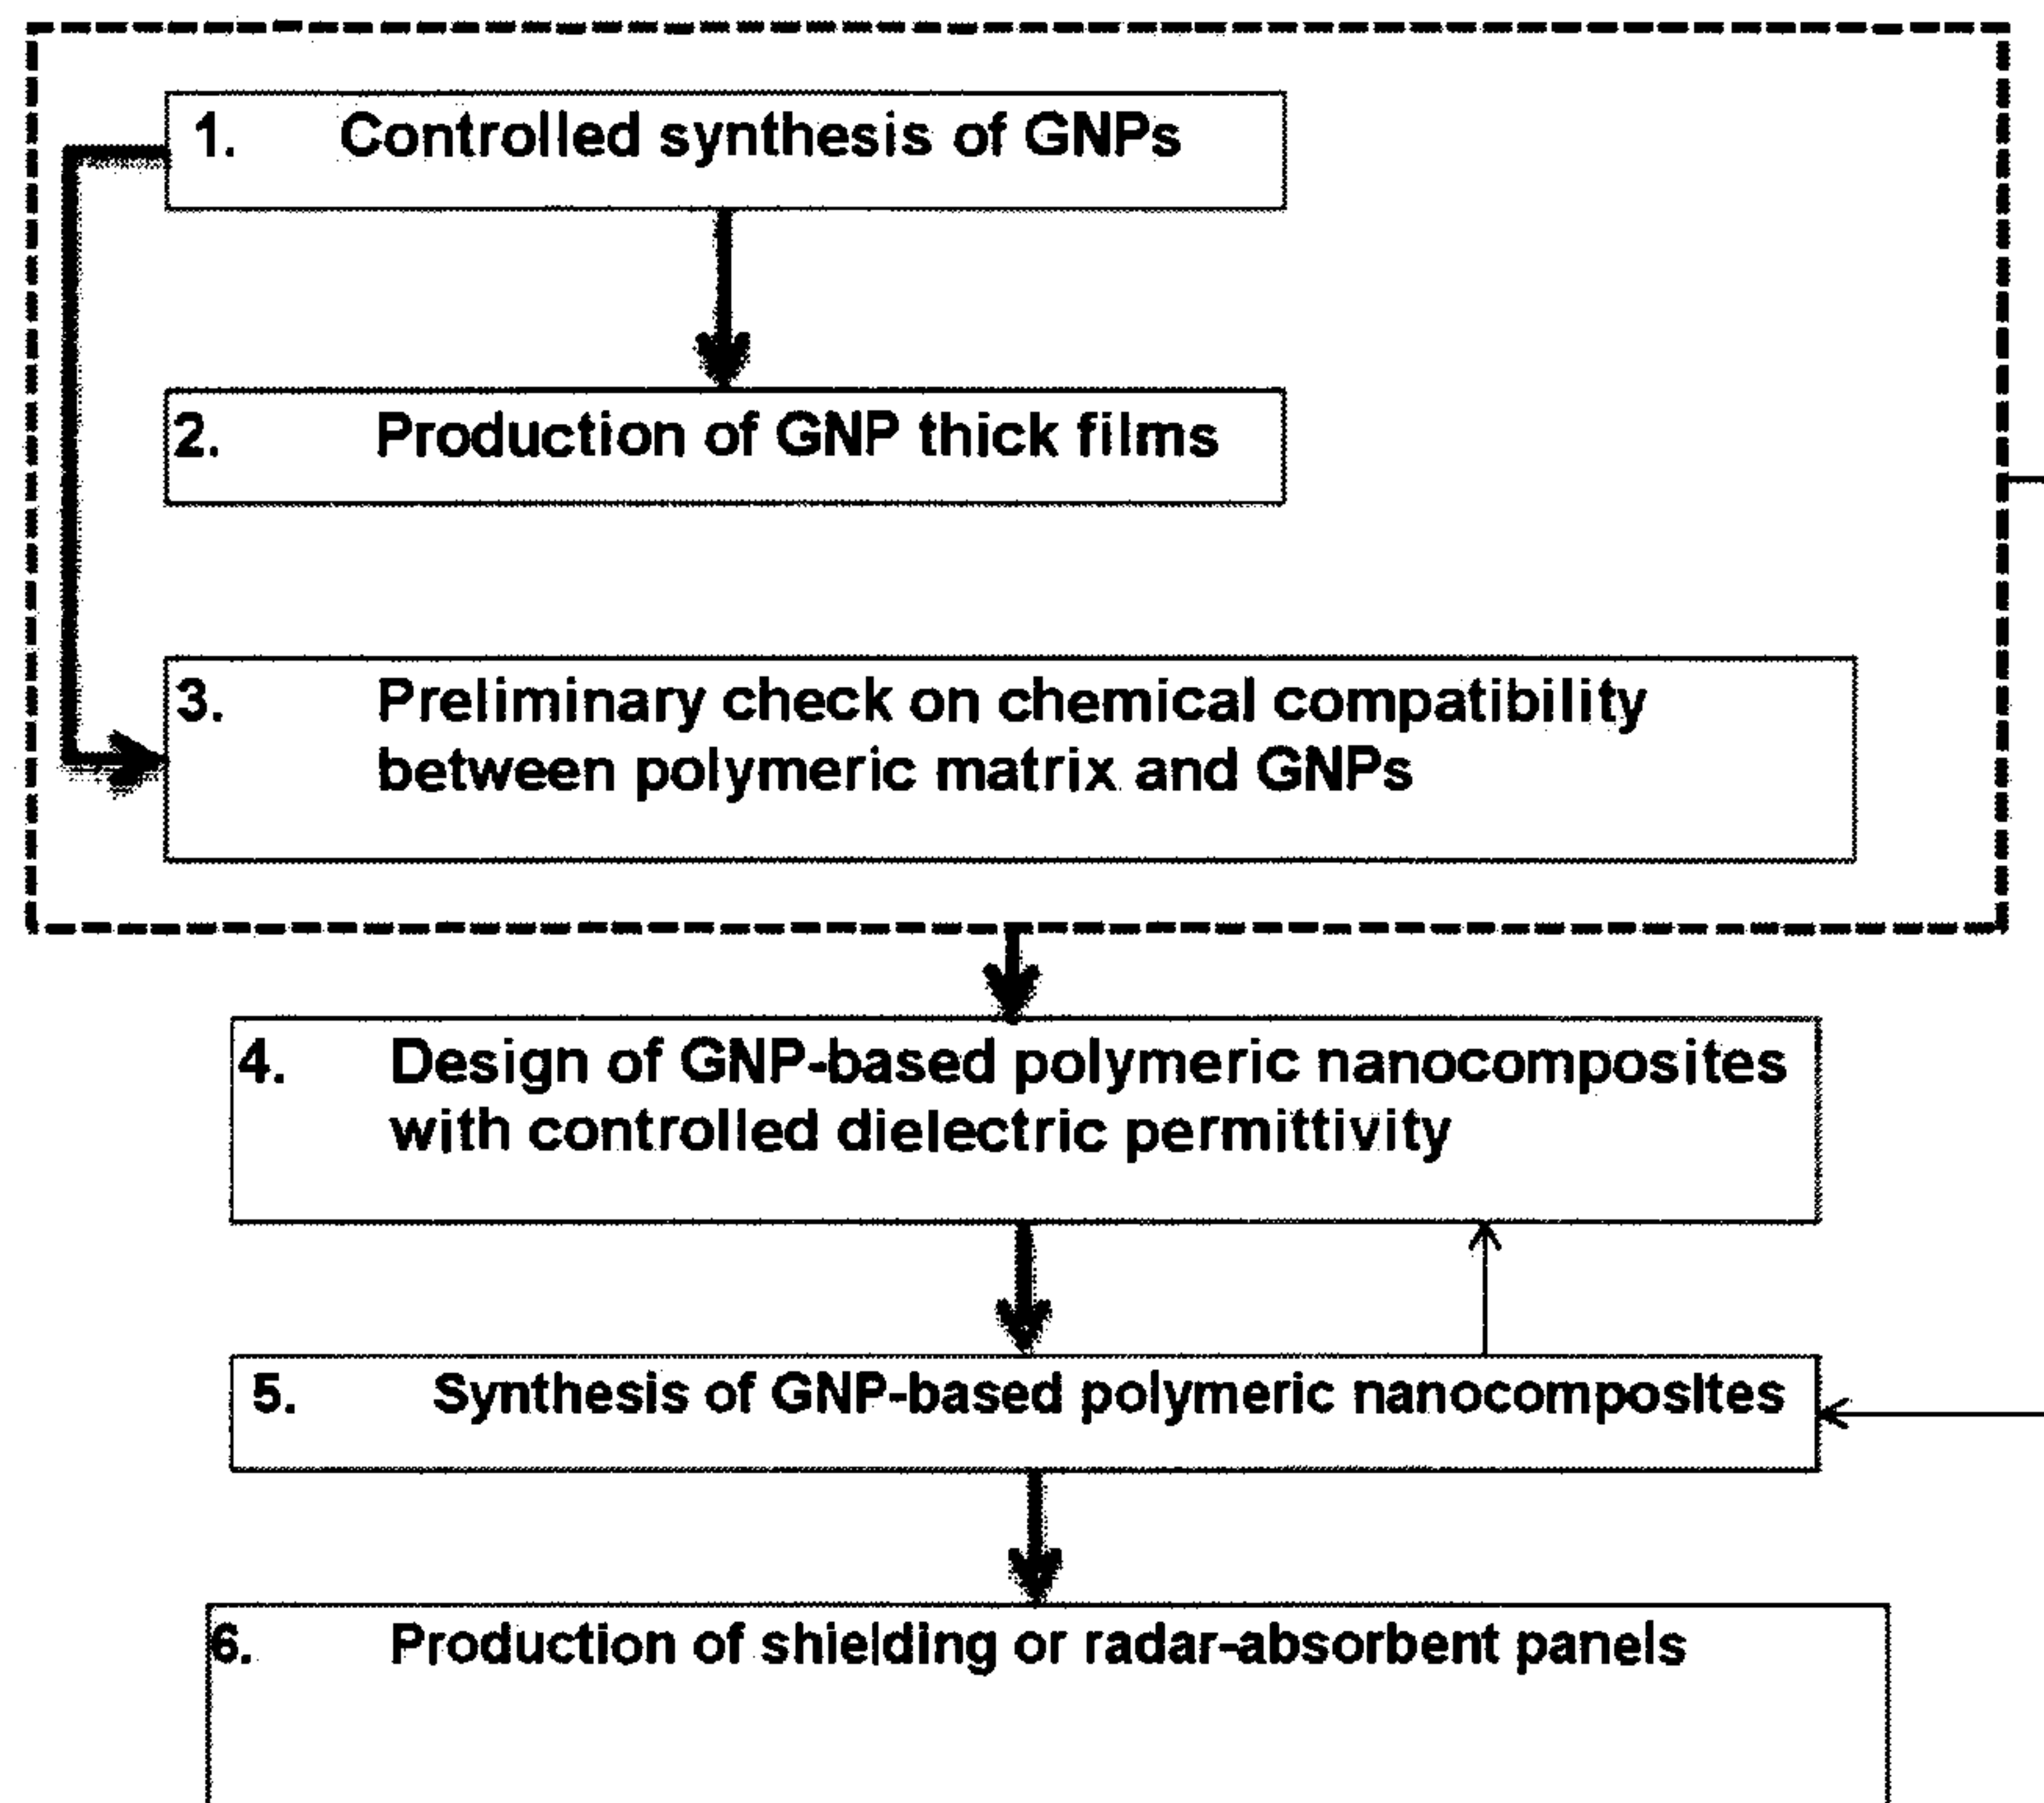 1. Controlled synthesis of GNPs
2. Production of GNP thick films
3. Preliminary check on chemical compatibility
between polymeric matrix and GNPs
4. Design of GNP-based polymeric nanocomposites
with controlled dielectric permittivity
5. Synthesis of GNP-based polymeric nanocomposites
6. Production of shielding or radar-absorbent panels